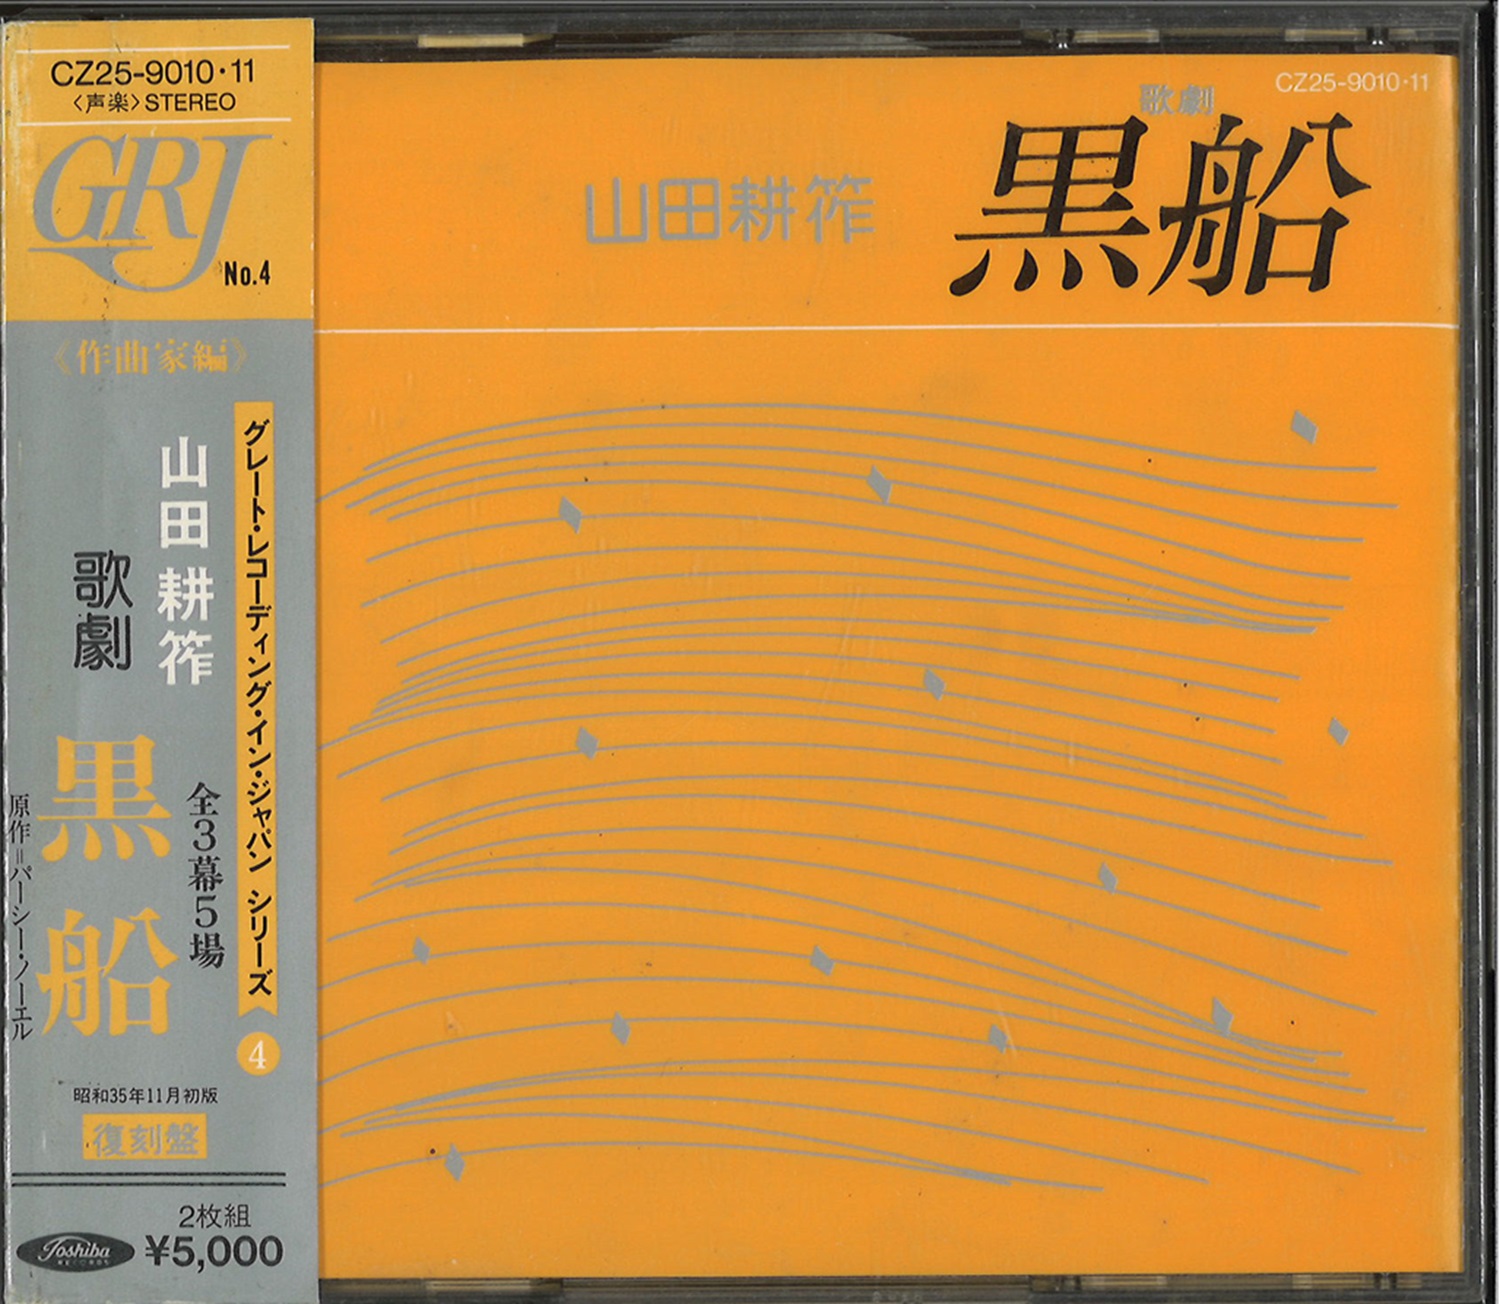 CZ25-9010・11
〈声楽〉STEREO
GRJ
No.4
《作曲家編》
グレート・レコーディング・イン・ジャパン シリーズ
4
山田耕筰
全3幕5場
歌劇
黒船
原作=パーシー・ノーエル
昭和35年11月初版
復刻盤
2枚組
¥5,000
Toshiba
RECORDS
CZ25-9010・11
歌劇
黒船
山田耕筰